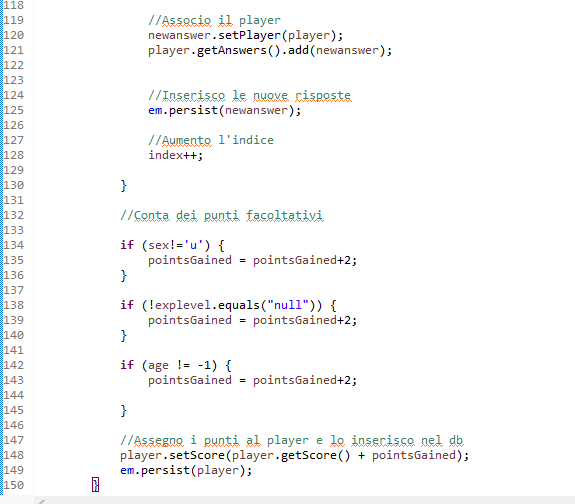 118
119 //Associo il player
120 newanswer.setPlayer(player);
121 player.getAnswers().add(newanswer);
122
123
124 //Inserisco le nuove risposte
125 em.persist(newanswer);
126
127 //Aumento l'indice
128 index++;
129
130 }
131
132 //Conta dei punti facoltativi
133
134 if (sex!='u') {
135 pointsGained = pointsGained+2;
136 }
137
138 if (!explevel.equals("null")) {
139 pointsGained = pointsGained+2;
140 }
141
142 if (age != -1) {
143 pointsGained = pointsGained+2;
144
145 }
146
147 //Assegno i punti al player e lo inserisco nel db
148 player.setScore(player.getScore() + pointsGained);
149 em.persist(player);
150 }